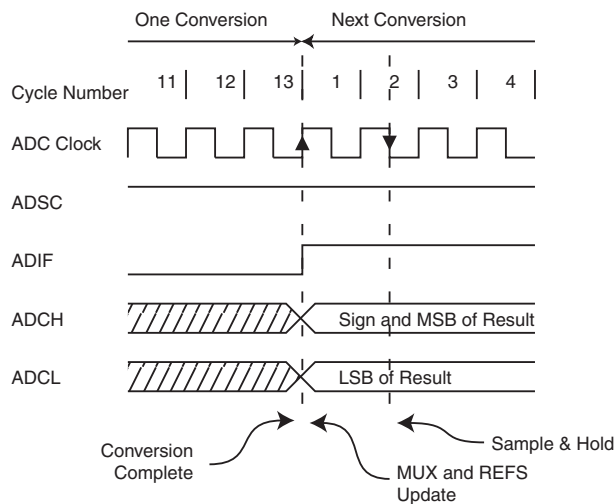 One Conversion Next Conversion
Cycle Number 11 12 13 1 2 3 4
ADC Clock
ADSC
ADIF
ADCH Sign and MSB of Result
ADCL LSB of Result
Conversion
Complete
MUX and REFS
Update
Sample & Hold